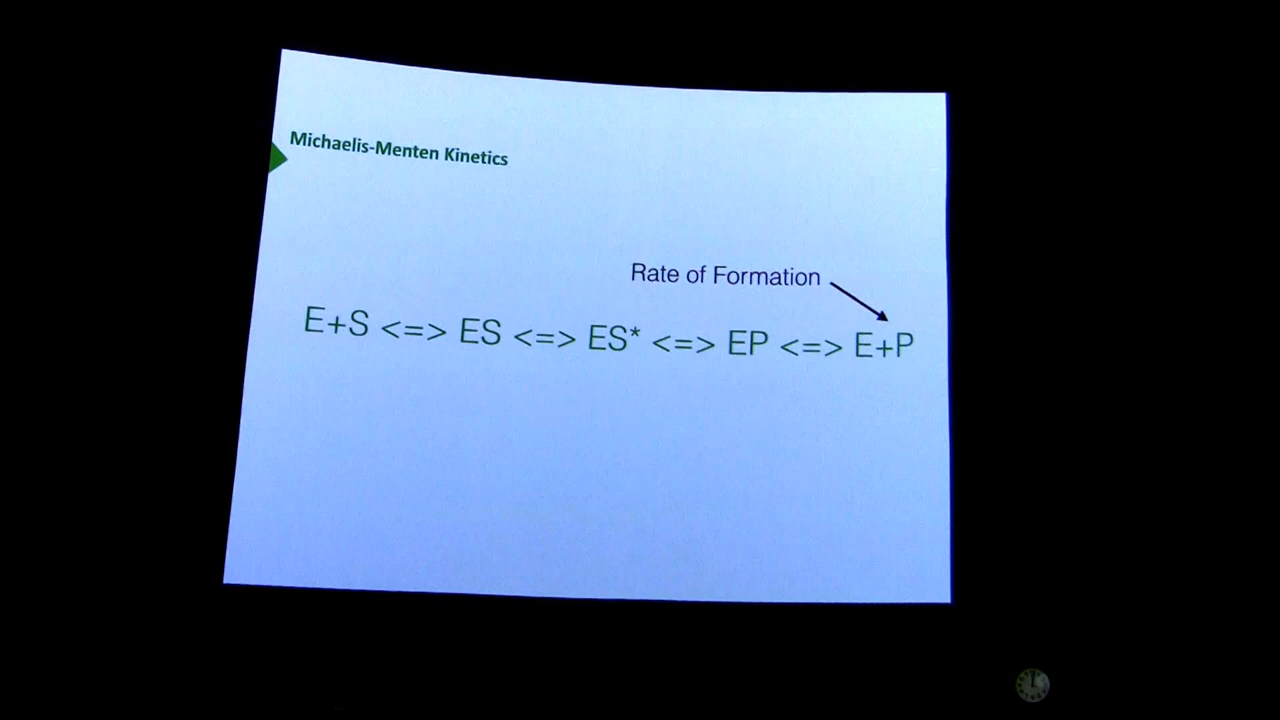 Michaelis-Menten Kinetics
Rate of Formation
E+S <=> ES <=> ES* <=> EP <=> E+P